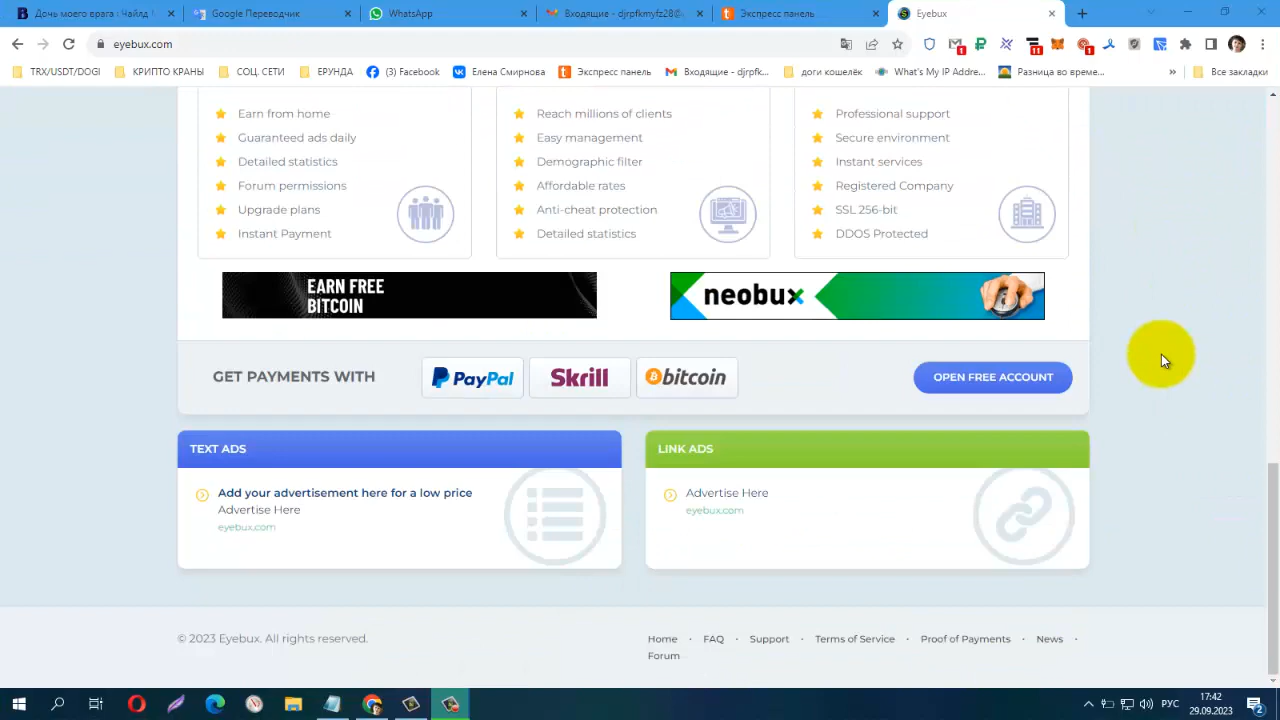 Дочь моего врага : Чайлд Л
Google Переводчик
WhatsApp
Входящие - djrpfkmyfz28@
Экспресс панель
Eyebux
eyebux.com
1
11
1
TRX/USDT/DOGI
КРИПТО КРАНЫ
СОЦ. СЕТИ
ЕРУНДА
(3) Facebook
Елена Смирнова
Экспресс панель
Входящие - djrpfk...
доги кошелёк
What's My IP Addre...
Разница во време...
»
Все закладки
Earn from home
Guaranteed ads daily
Detailed statistics
Forum permissions
Upgrade plans
Instant Payment
Reach millions of clients
Easy management
Demographic filter
Affordable rates
Anti-cheat protection
Detailed statistics
Professional support
Secure environment
Instant services
Registered Company
SSL 256-bit
DDOS Protected
EARN FREE
BITCOIN
neobux
GET PAYMENTS WITH
PayPal
Skrill
bitcoin
OPEN FREE ACCOUNT
TEXT ADS
Add your advertisement here for a low price
Advertise Here
eyebux.com
LINK ADS
Advertise Here
eyebux.com
© 2023 Eyebux. All rights reserved.
Home · FAQ · Support · Terms of Service · Proof of Payments · News ·
Forum
РУС
17:42
29.09.2023
2